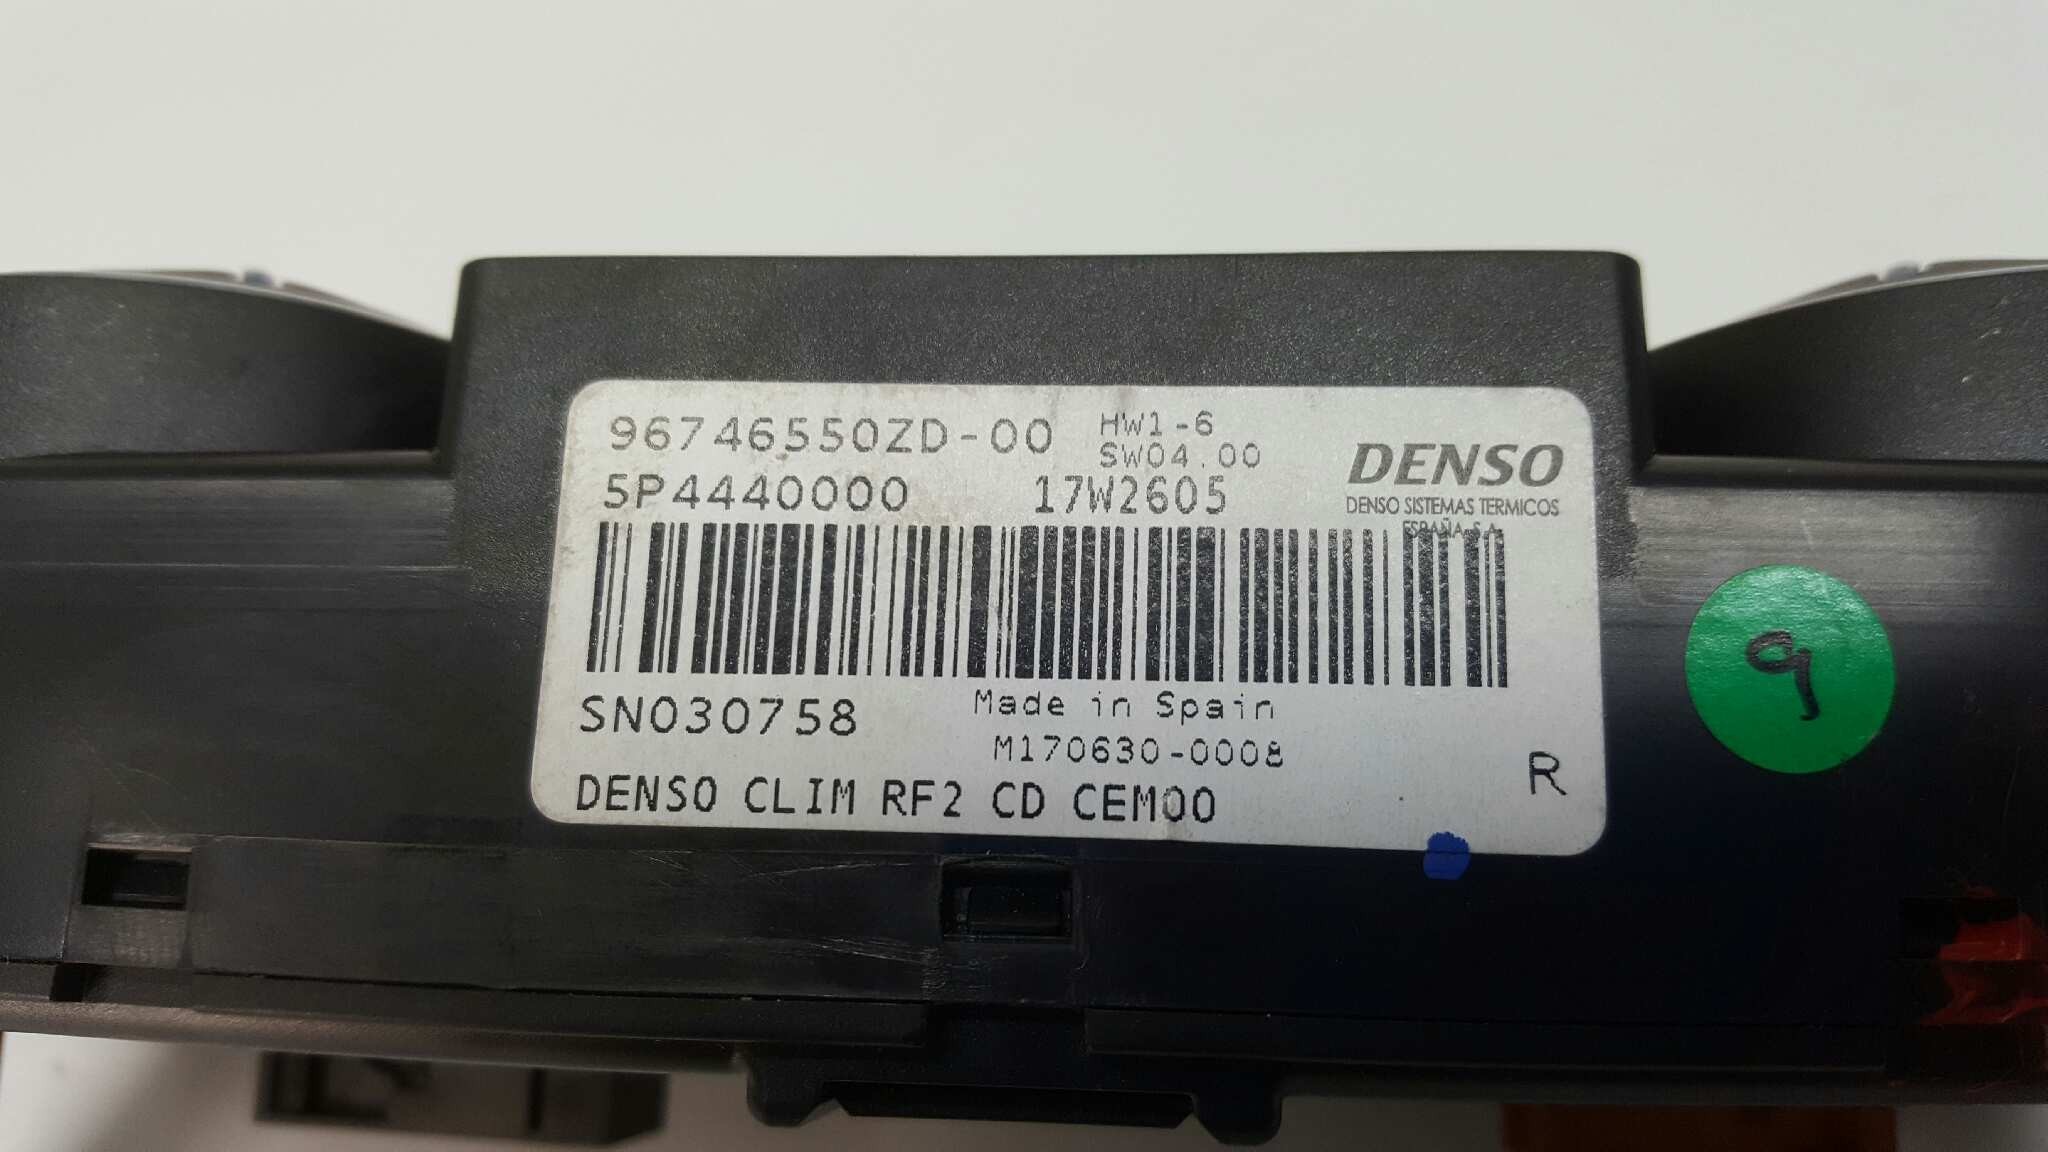 96746550ZD-00
HW1-6
SW04.00
5P4440000
17W2605
DENSO
DENSO SISTEMAS TERMICOS
ESPAÑA, S.A.
SN030758
Made in Spain
M170630-0008
DENSO CLIM RF2 CD CEM00
R
9